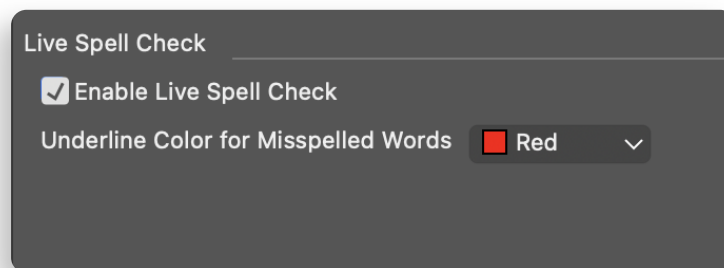 Live Spell Check
Enable Live Spell Check
Underline Color for Misspelled Words Red